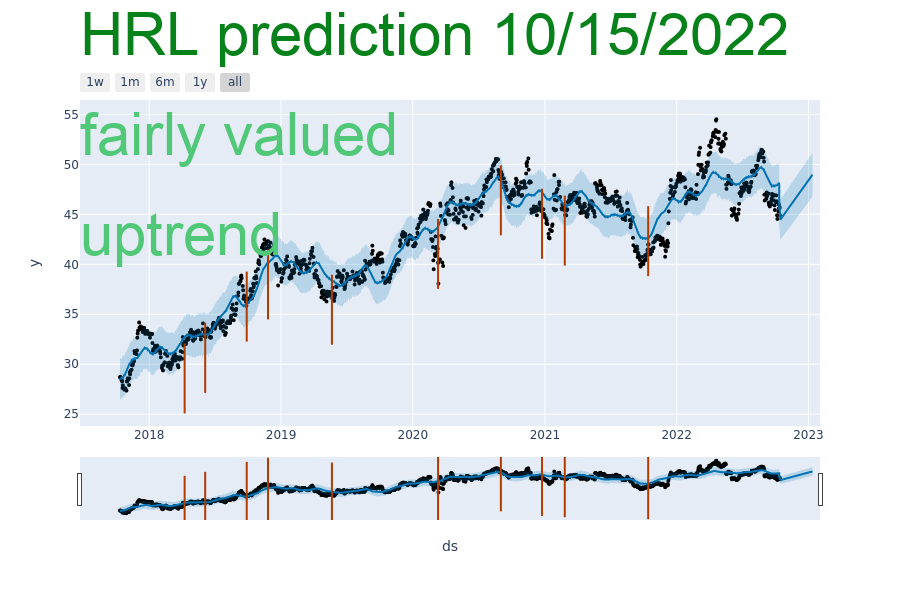 HRL prediction 10/15/2022
1w 1m 6m 1y all
fairly valued
uptrend
y
55
50
45
40
35
30
25
2018 2019 2020 2021 2022 2023
ds